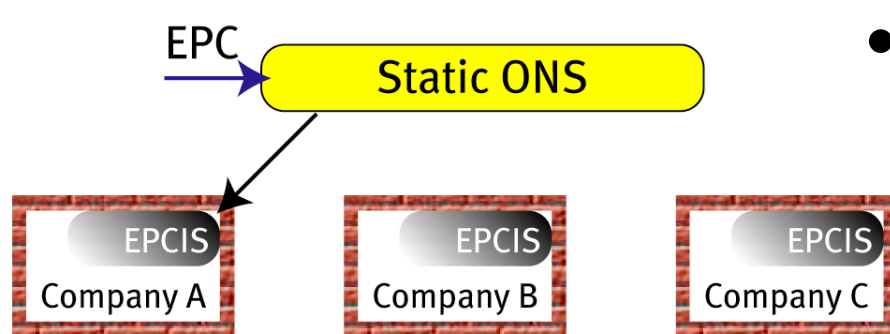 EPC
Static ONS
EPCIS
Company A
EPCIS
Company B
EPCIS
Company C